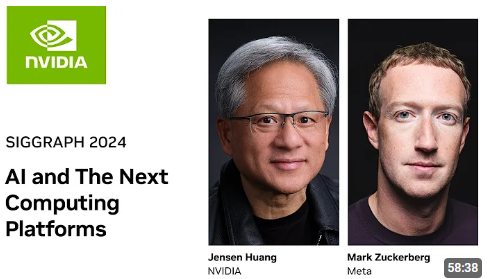 NVIDIA
SIGGRAPH 2024
AI and The Next
Computing
Platforms
Jensen Huang
NVIDIA
Mark Zuckerberg
Meta
58:38